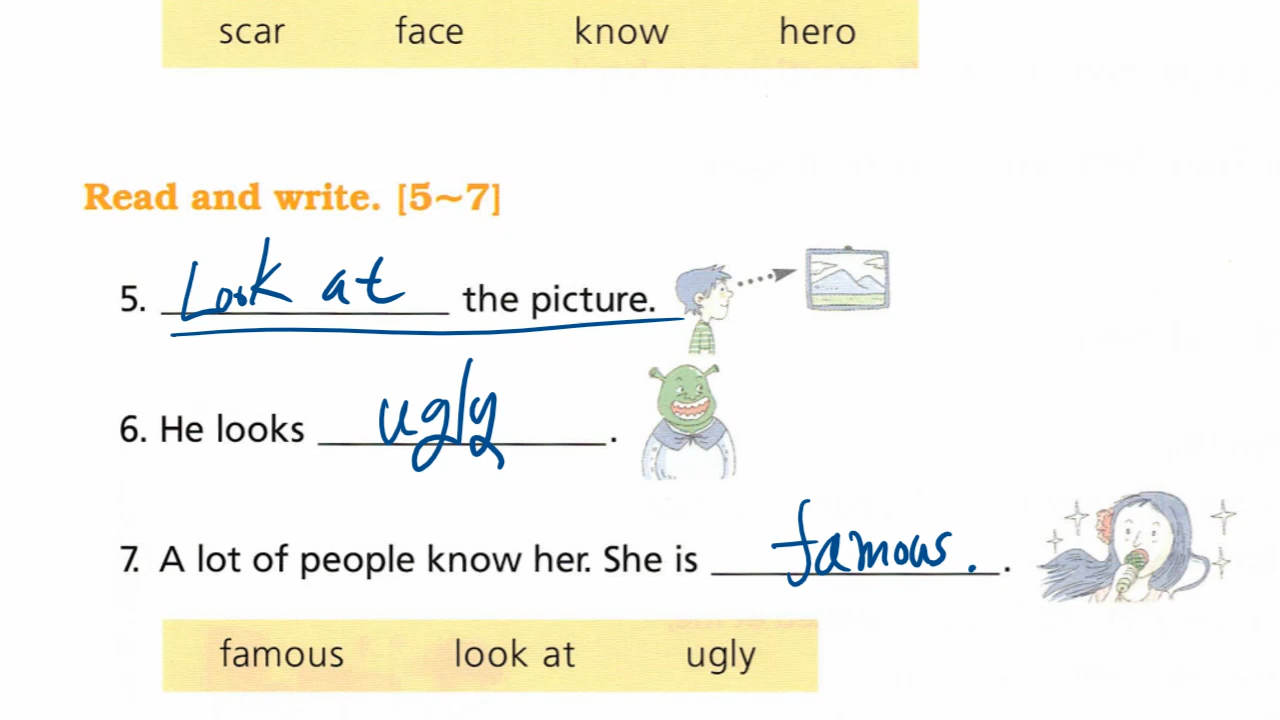 scar face know hero
Read and write. [5~7]
5. Look at the picture.
6. He looks ugly.
7. A lot of people know her. She is famous. .
famous look at ugly